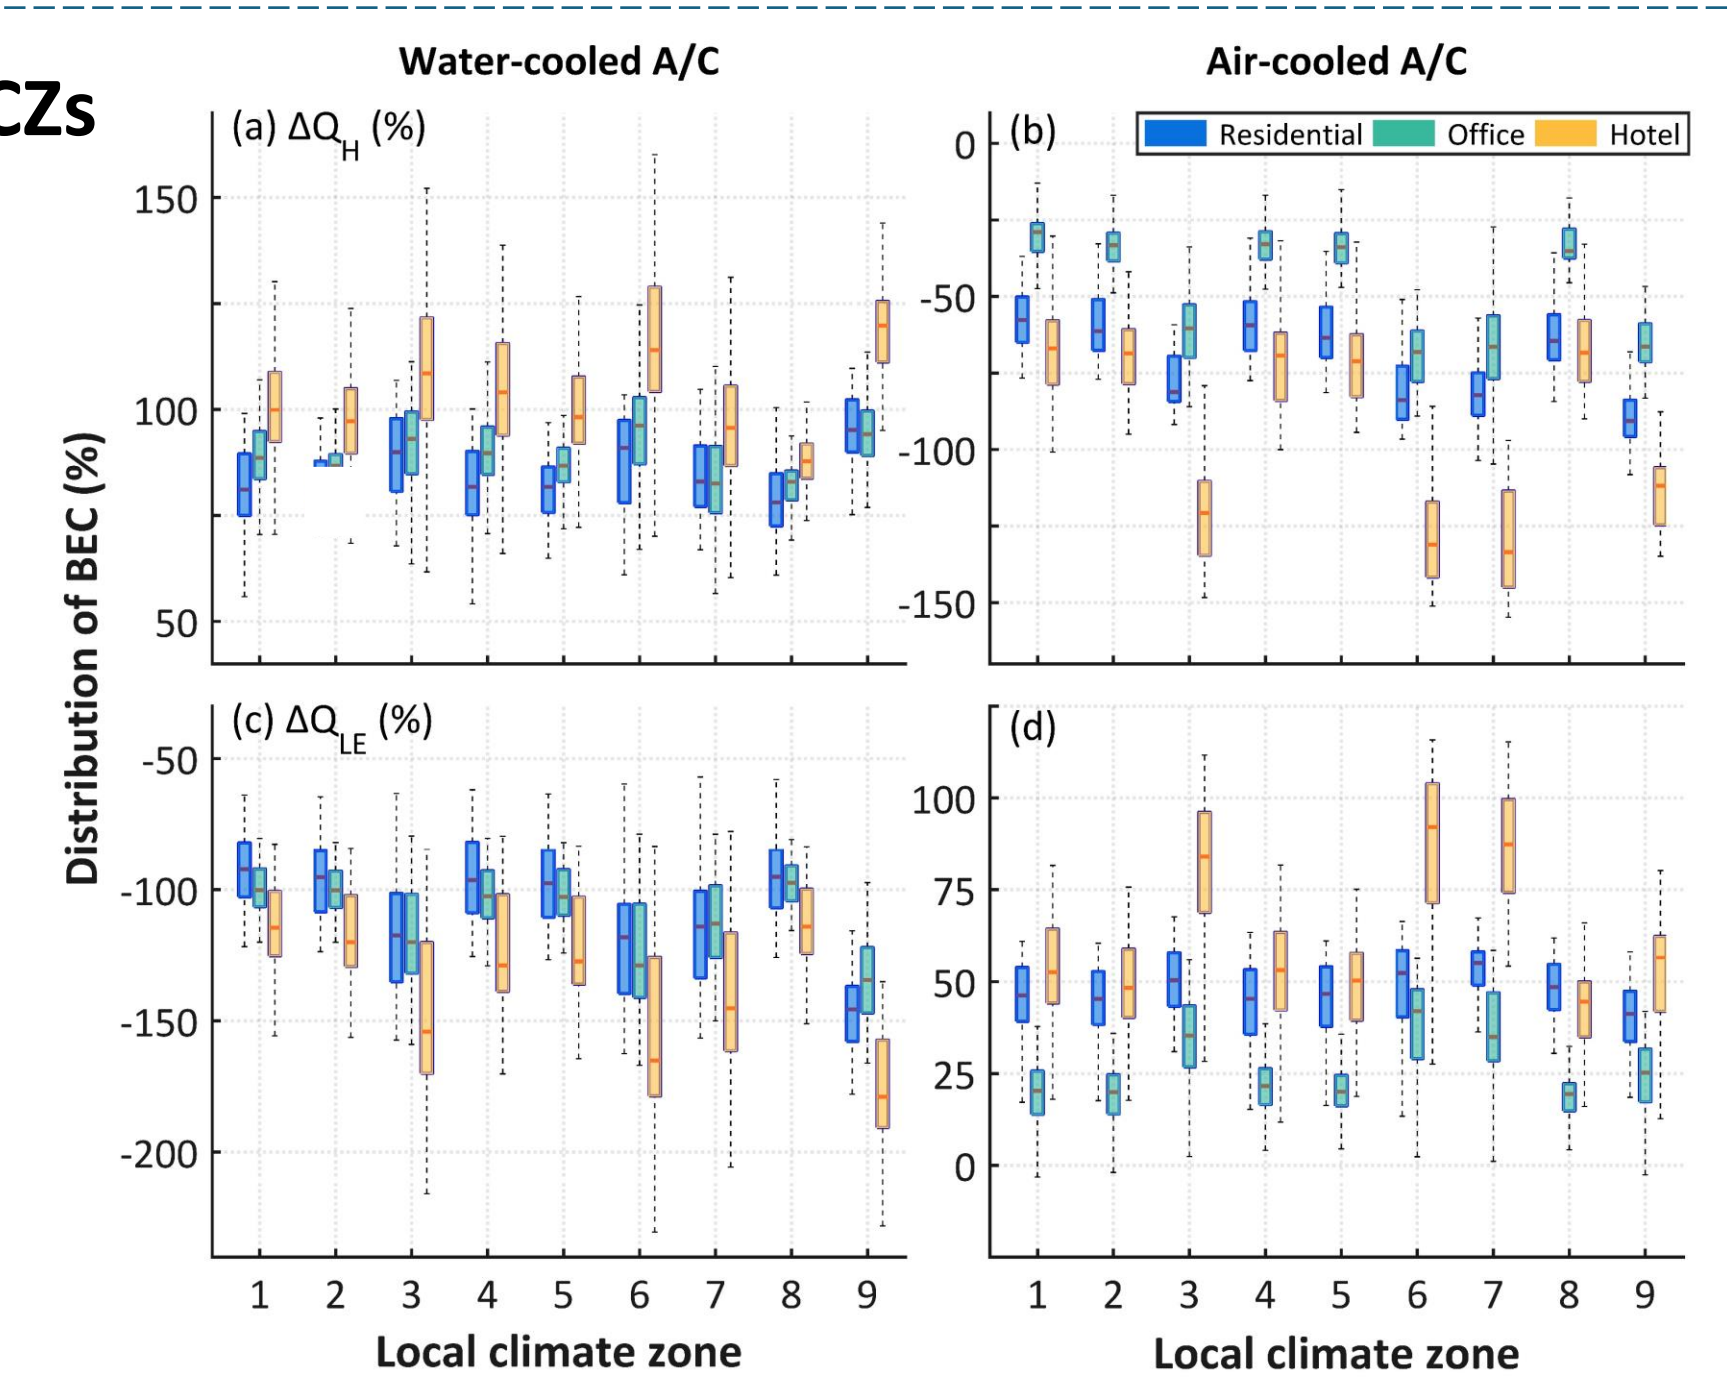 Water-cooled A/C
Air-cooled A/C
CZs
(a) ΔQH (%)
(b)
Residential Office Hotel
150
100
50
0
-50
-100
-150
Distribution of BEC (%)
(c) ΔQLE (%)
(d)
-50
-100
-150
-200
100
75
50
25
0
1 2 3 4 5 6 7 8 9
1 2 3 4 5 6 7 8 9
Local climate zone
Local climate zone